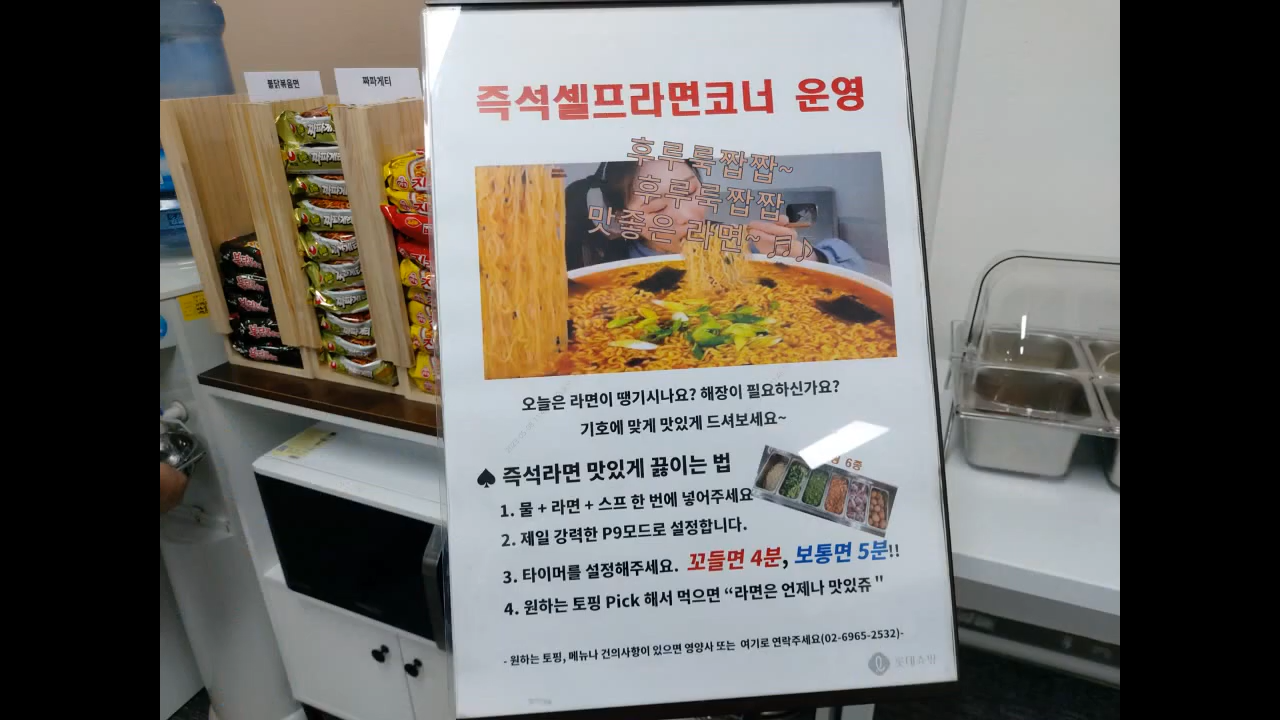 불닭볶음면
짜파게티
즉석셀프라면코너 운영
후루룩짭짭~
후루룩짭짭
맛좋은 라면~
오늘은 라면이 땡기시나요? 해장이 필요하신가요?
기호에 맞게 맛있게 드셔보세요~
♠ 즉석라면 맛있게 끓이는 법
6종
1. 물 + 라면 + 스프 한 번에 넣어주세요
2. 제일 강력한 P9모드로 설정합니다.
3. 타이머를 설정해주세요. 꼬들면 4분, 보통면 5분!!
4. 원하는 토핑 Pick 해서 먹으면 “라면은 언제나 맛있쥬 "
- 원하는 토핑, 메뉴나 건의사항이 있으면 영양사 또는 여기로 연락주세요(02-6965-2532)-
롯데쇼핑